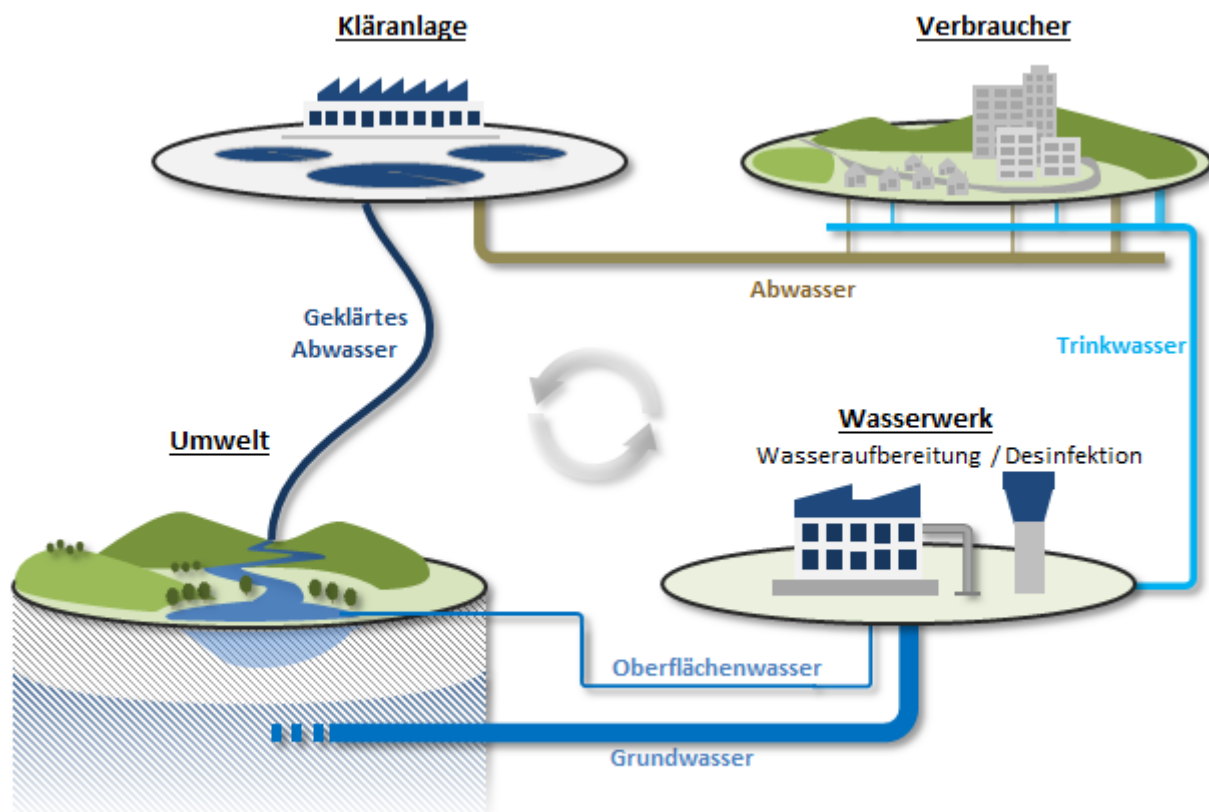 Kläranlage
Verbraucher
Abwasser
Geklärtes
Abwasser
Trinkwasser
Umwelt
Wasserwerk
Wasseraufbereitung / Desinfektion
Oberflächenwasser
Grundwasser